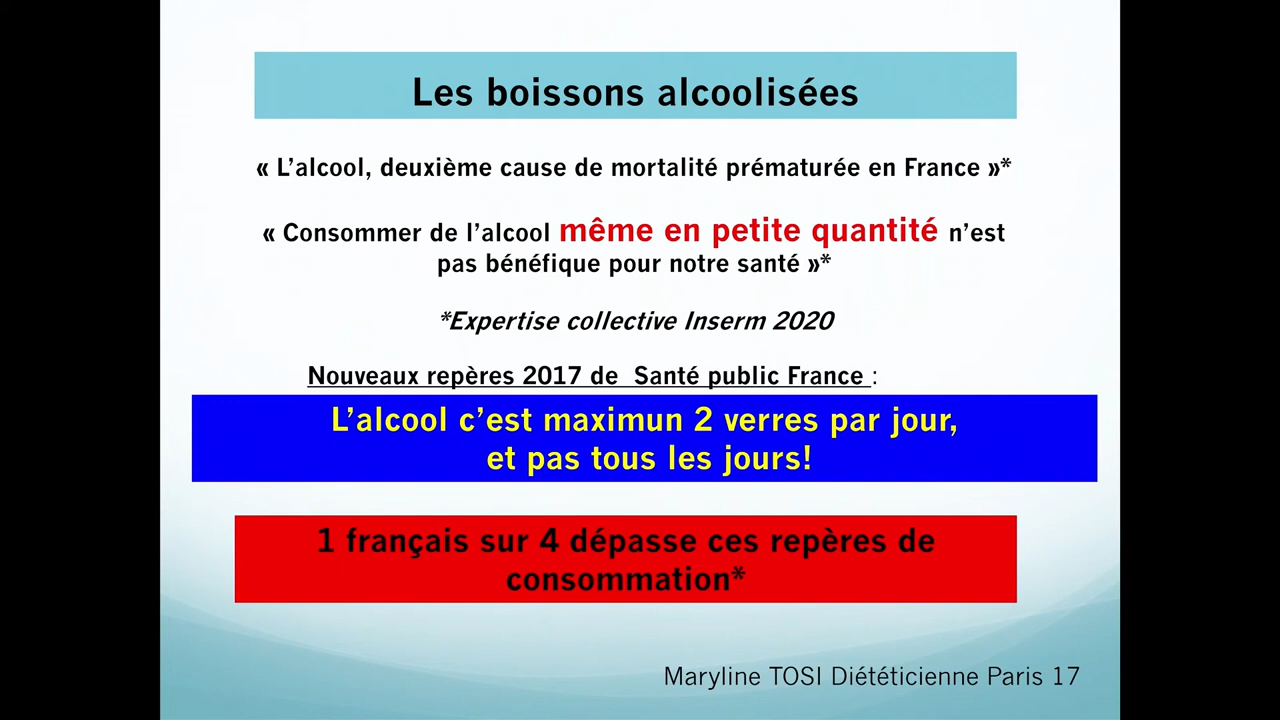 Les boissons alcoolisées
« L’alcool, deuxième cause de mortalité prématurée en France »*
« Consommer de l’alcool même en petite quantité n’est
pas bénéfique pour notre santé »*
*Expertise collective Inserm 2020
Nouveaux repères 2017 de Santé public France :
L’alcool c’est maximun 2 verres par jour,
et pas tous les jours!
1 français sur 4 dépasse ces repères de
consommation*
Maryline TOSI Diététicienne Paris 17